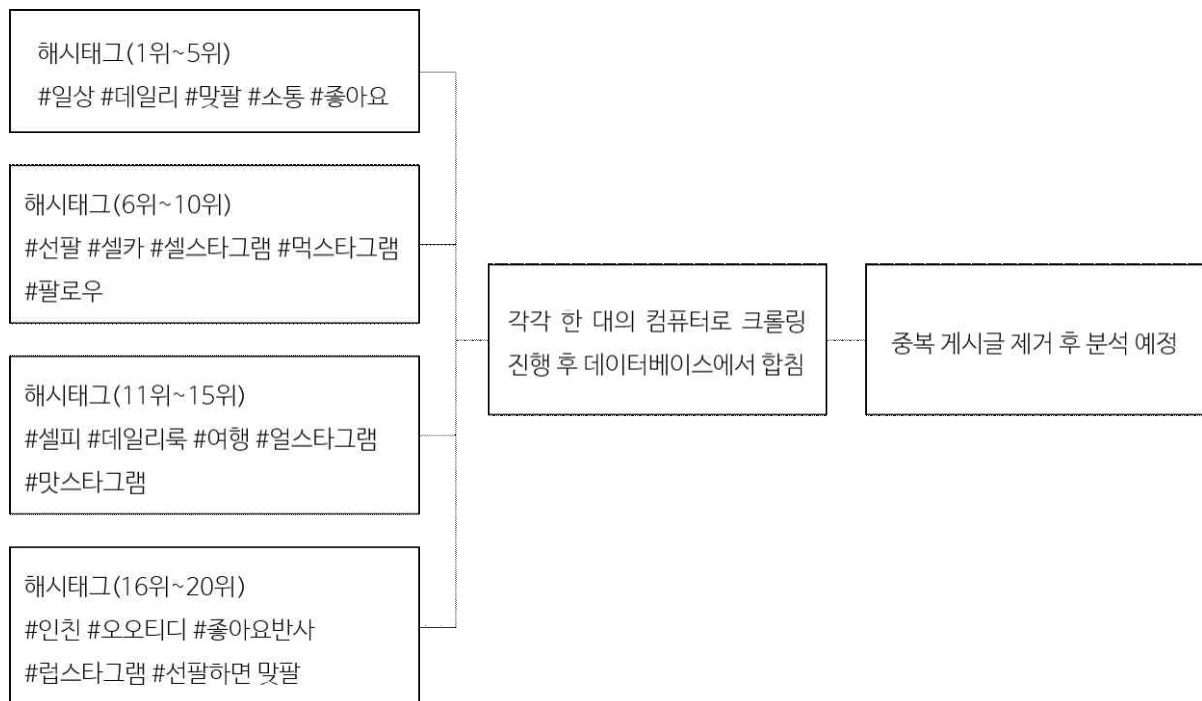 해시태그(1위~5위)
#일상 #데일리 #맞팔 #소통 #좋아요
해시태그(6위~10위)
#선팔 #셀카 #셀스타그램 #먹스타그램
#팔로우
해시태그(11위~15위)
#셀피 #데일리룩 #여행 #얼스타그램
#맛스타그램
해시태그(16위~20위)
#인친 #오오티디 #좋아요반사
#럽스타그램 #선팔하면 맞팔
각각 한 대의 컴퓨터로 크롤링
진행 후 데이터베이스에서 합침
중복 게시글 제거 후 분석 예정